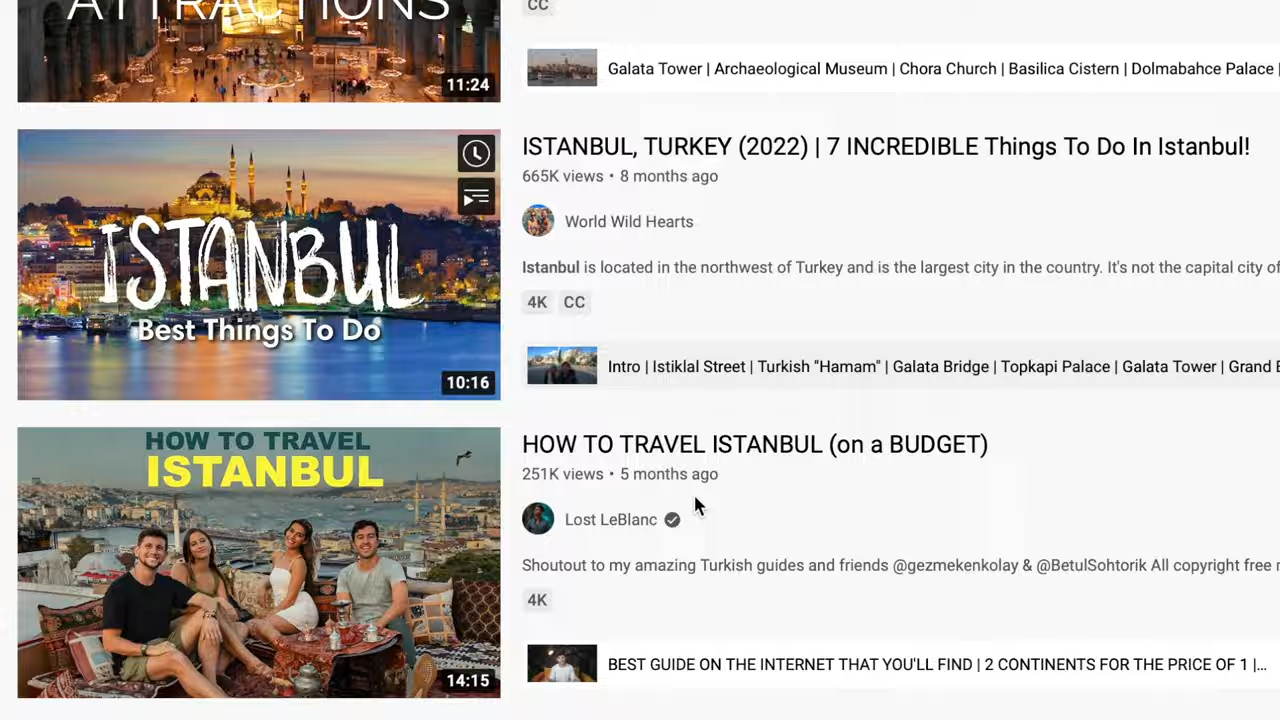 ATTRACTIONS
11:24
CC
Galata Tower | Archaeological Museum | Chora Church | Basilica Cistern | Dolmabahce Palace |
ISTANBUL
Best Things To Do
10:16
ISTANBUL, TURKEY (2022) | 7 INCREDIBLE Things To Do In Istanbul!
665K views • 8 months ago
World Wild Hearts
Istanbul is located in the northwest of Turkey and is the largest city in the country. It's not the capital city of
4K CC
Intro | Istiklal Street | Turkish "Hamam" | Galata Bridge | Topkapi Palace | Galata Tower | Grand
HOW TO TRAVEL
ISTANBUL
14:15
HOW TO TRAVEL ISTANBUL (on a BUDGET)
251K views • 5 months ago
Lost LeBlanc
Shoutout to my amazing Turkish guides and friends @gezmekenkolay & @BetulSohtorik All copyright free
4K
BEST GUIDE ON THE INTERNET THAT YOU'LL FIND | 2 CONTINENTS FOR THE PRICE OF 1 |...